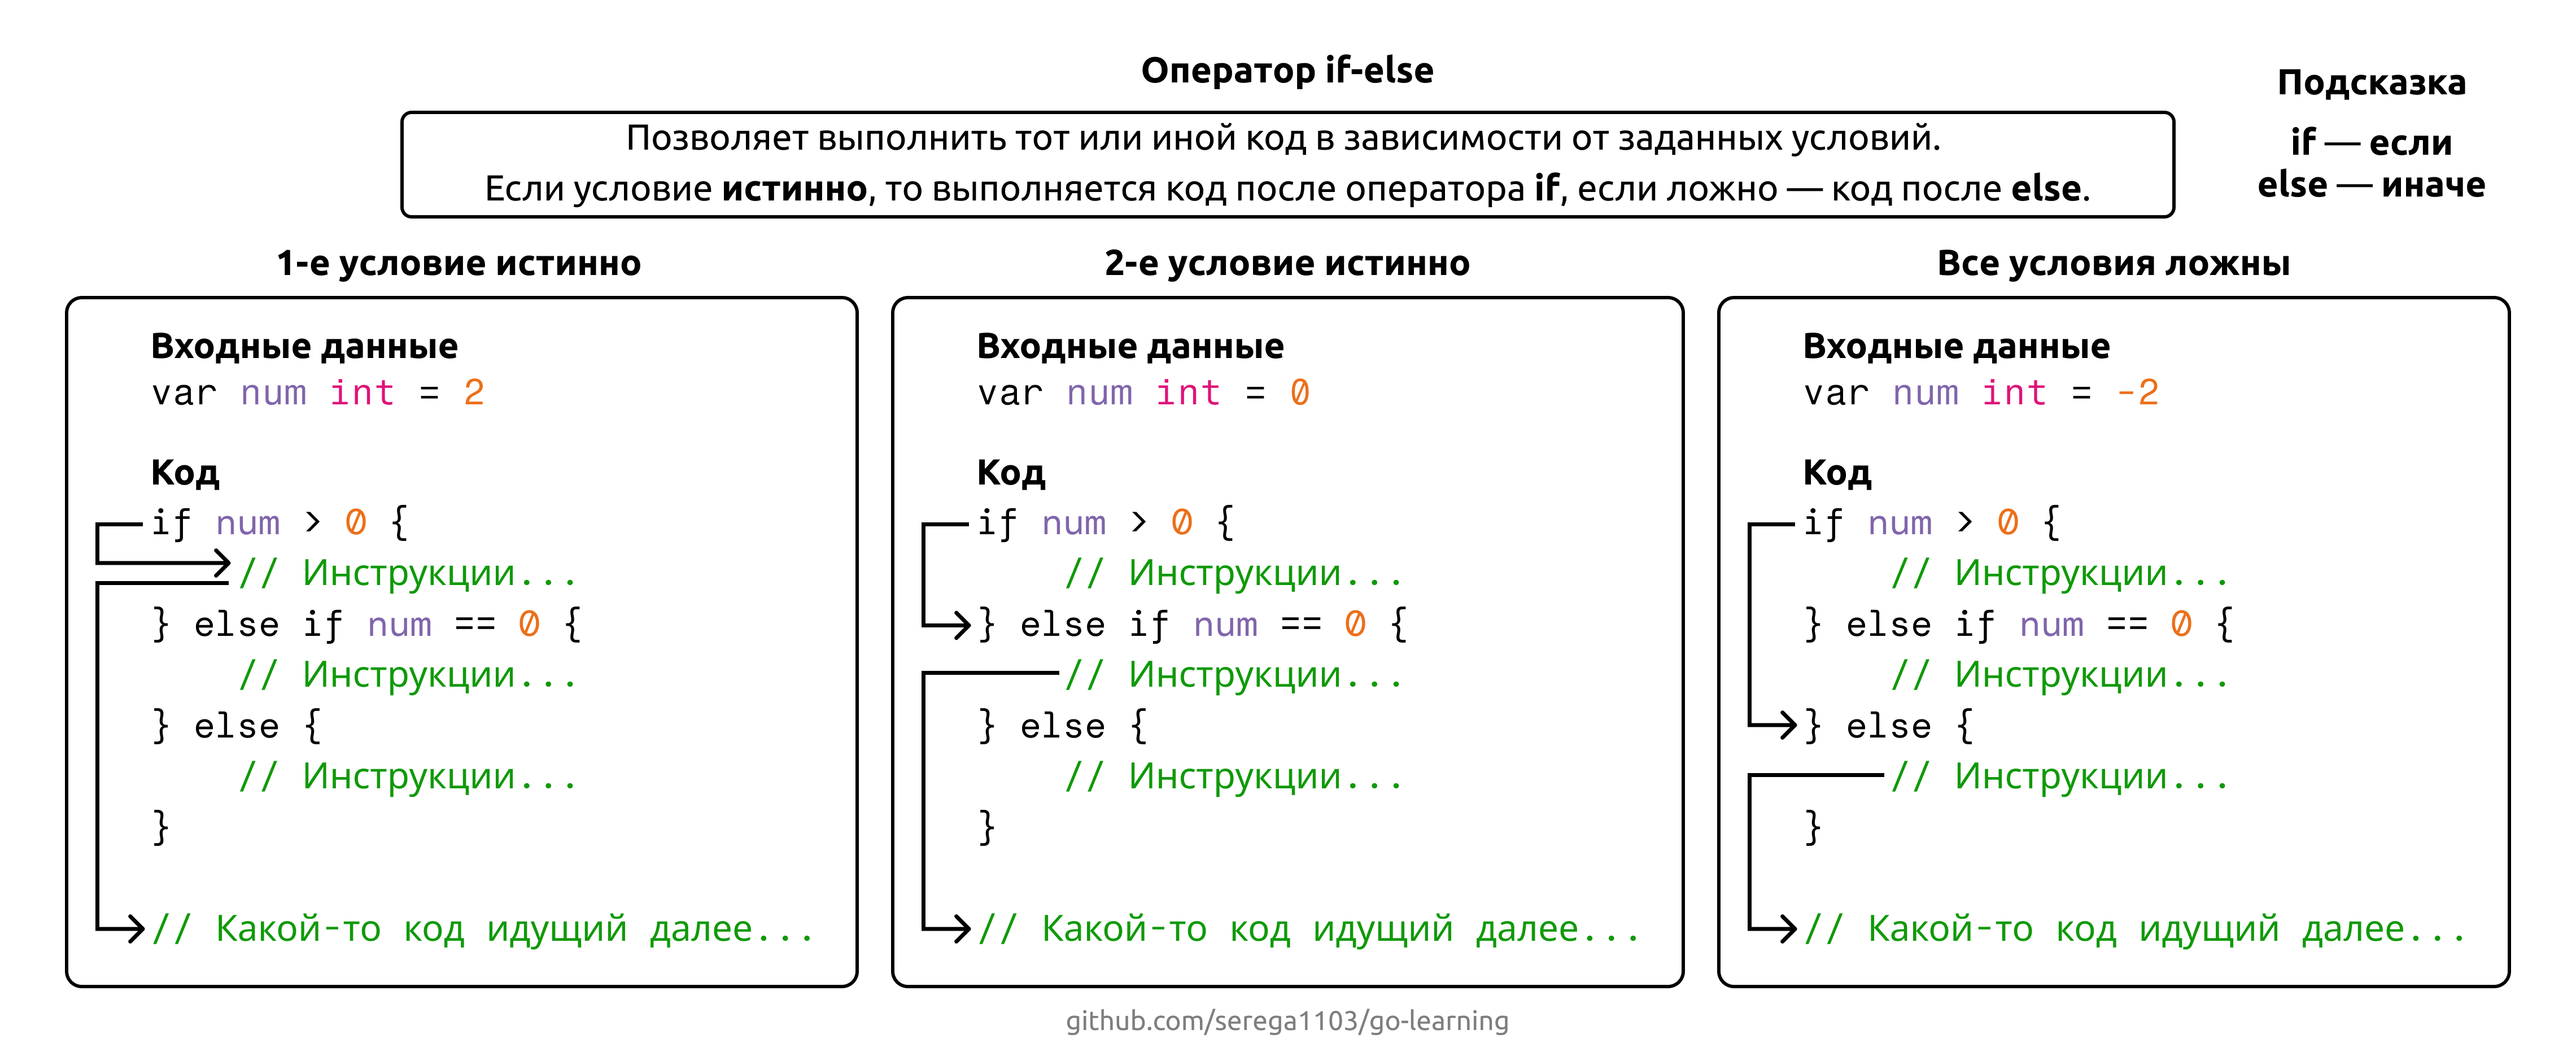 Оператор if-else
Позволяет выполнить тот или иной код в зависимости от заданных условий.
Если условие истинно, то выполняется код после оператора if, если ложно — код после else.
Подсказка
if — если
else — иначе
1-е условие истинно
Входные данные
var num int = 2
Код
if num > 0 {
// Инструкции...
} else if num == 0 {
// Инструкции...
} else {
// Инструкции...
}
// Какой-то код идущий далее...
2-е условие истинно
Входные данные
var num int = 0
Код
if num > 0 {
// Инструкции...
} else if num == 0 {
// Инструкции...
} else {
// Инструкции...
}
// Какой-то код идущий далее...
Все условия ложны
Входные данные
var num int = -2
Код
if num > 0 {
// Инструкции...
} else if num == 0 {
// Инструкции...
} else {
// Инструкции...
}
// Какой-то код идущий далее...
github.com/serega1103/go-learning